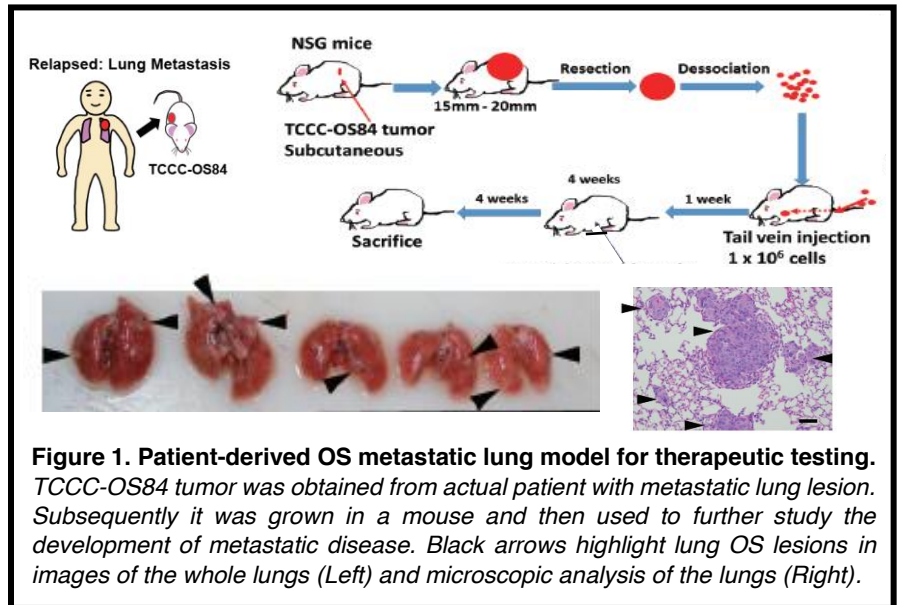 NSG mice
Relapsed: Lung Metastasis
TCCC-OS84
15mm - 20mm
Resection
Dessociation
TCCC-OS84 tumor
Subcutaneous
4 weeks
4 weeks
1 week
Sacrifice
Tail vein injection
1 x 10⁶ cells
Figure 1. Patient-derived OS metastatic lung model for therapeutic testing.
TCCC-OS84 tumor was obtained from actual patient with metastatic lung lesion.
Subsequently it was grown in a mouse and then used to further study the
development of metastatic disease. Black arrows highlight lung OS lesions in
images of the whole lungs (Left) and microscopic analysis of the lungs (Right).